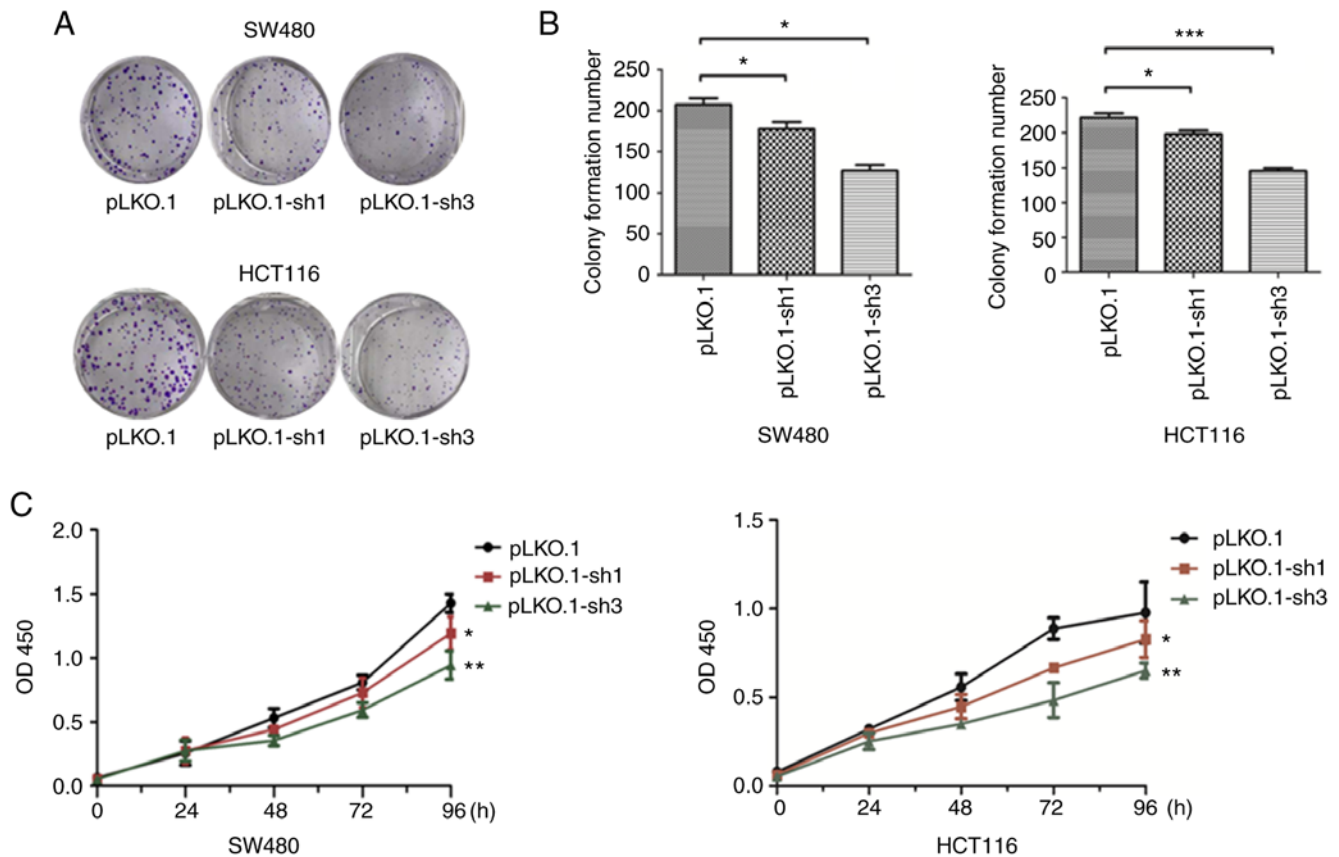 A
SW480
pLKO.1 pLKO.1-sh1 pLKO.1-sh3
HCT116
pLKO.1 pLKO.1-sh1 pLKO.1-sh3
B
Colony formation number
250
200
150
100
50
0
*
*
pLKO.1
pLKO.1-sh1
pLKO.1-sh3
SW480
Colony formation number
250
200
150
100
50
0
***
*
pLKO.1
pLKO.1-sh1
pLKO.1-sh3
HCT116
C
OD 450
2.0
1.5
1.0
0.5
0.0
0 24 48 72 96 (h)
pLKO.1
pLKO.1-sh1
pLKO.1-sh3
*
**
SW480
OD 450
1.5
1.0
0.5
0.0
0 24 48 72 96 (h)
pLKO.1
pLKO.1-sh1
pLKO.1-sh3
*
**
HCT116